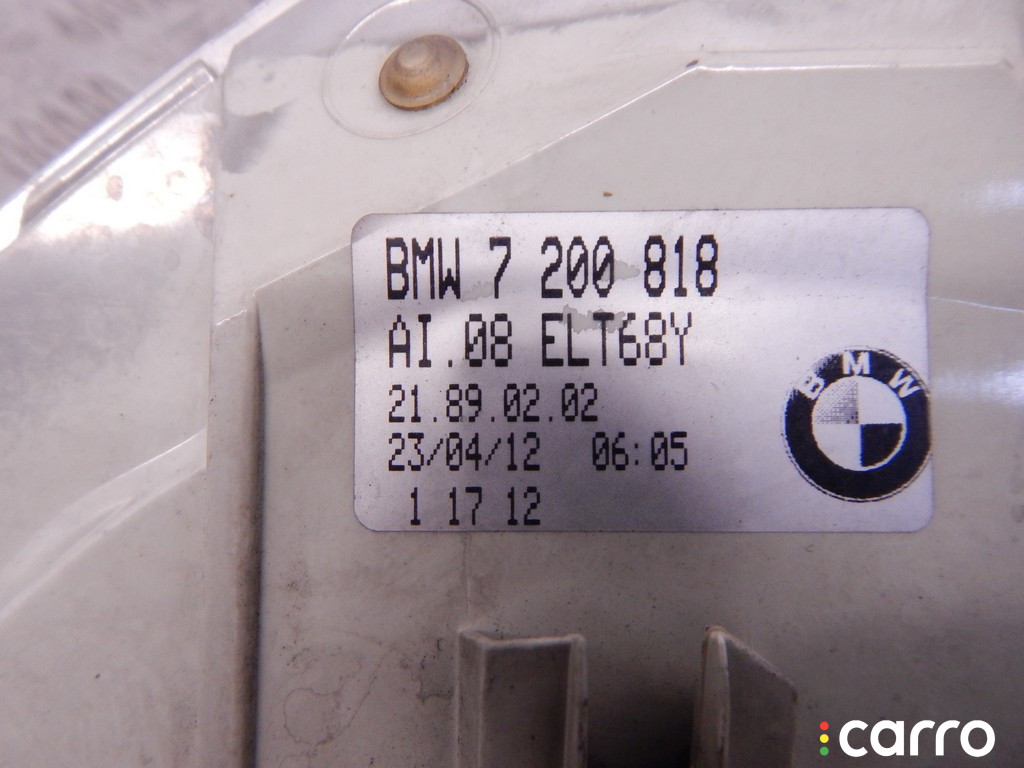 BMW 7 200 818
AI.08 ELT68Y
21.89.02.02
23/04/12 06:05
1 17 12
BMW
carro